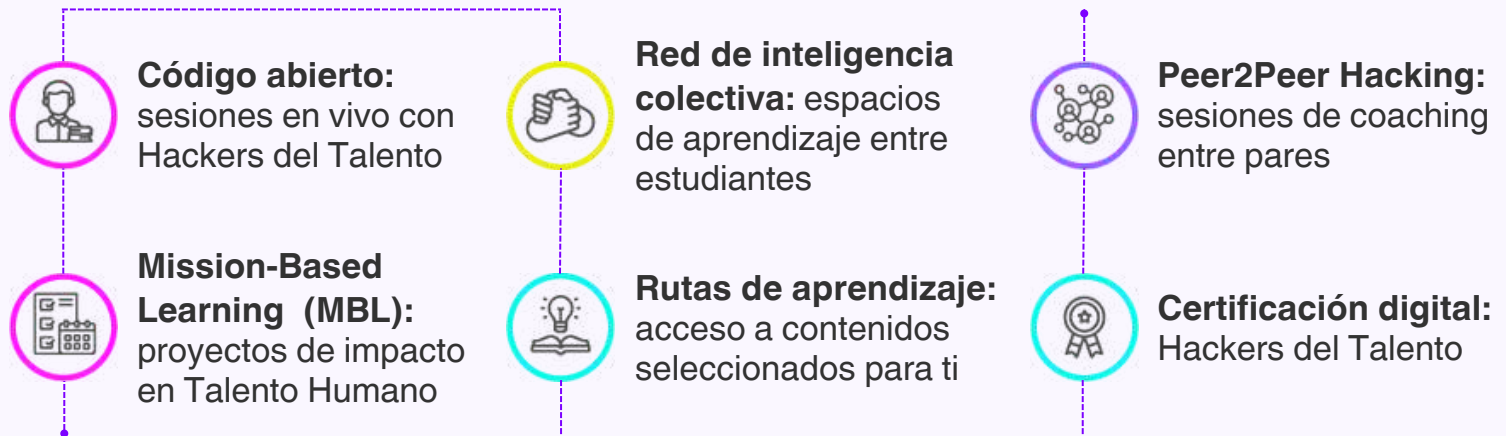 Código abierto:
sesiones en vivo con
Hackers del Talento
Mission-Based
Learning (MBL):
proyectos de impacto
en Talento Humano
Red de inteligencia
colectiva: espacios
de aprendizaje entre
estudiantes
Rutas de aprendizaje:
acceso a contenidos
seleccionados para ti
Peer2Peer Hacking:
sesiones de coaching
entre pares
Certificación digital:
Hackers del Talento